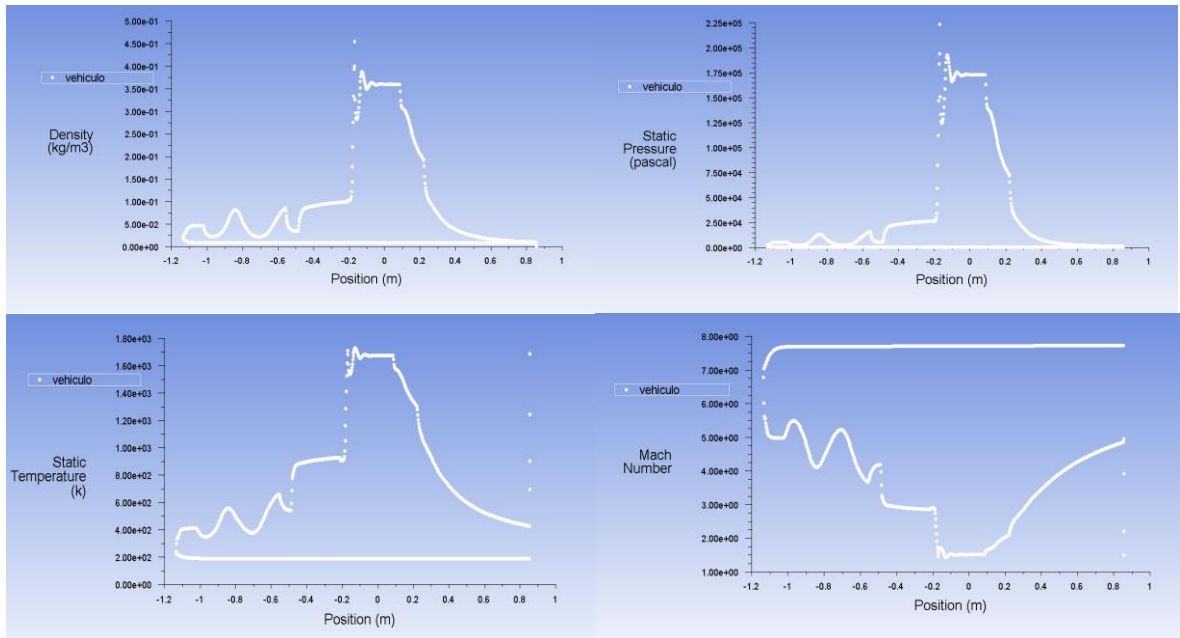 5.00e-01
4.50e-01
4.00e-01
3.50e-01
3.00e-01
2.50e-01
2.00e-01
1.50e-01
1.00e-01
5.00e-02
0.00e+00
vehiculo
Density
(kg/m3)
-1.2 -1 -0.8 -0.6 -0.4 -0.2 0 0.2 0.4 0.6 0.8 1
Position (m)
2.25e+05
2.00e+05
1.75e+05
1.50e+05
1.25e+05
1.00e+05
7.50e+04
5.00e+04
2.50e+04
0.00e+00
vehiculo
Static
Pressure
(pascal)
-1.2 -1 -0.8 -0.6 -0.4 -0.2 0 0.2 0.4 0.6 0.8 1
Position (m)
1.80e+03
1.60e+03
1.40e+03
1.20e+03
1.00e+03
8.00e+02
6.00e+02
4.00e+02
2.00e+02
0.00e+00
vehiculo
Static
Temperature
(k)
-1.2 -1 -0.8 -0.6 -0.4 -0.2 0 0.2 0.4 0.6 0.8 1
Position (m)
8.00e+00
7.00e+00
6.00e+00
5.00e+00
4.00e+00
3.00e+00
2.00e+00
1.00e+00
vehiculo
Mach
Number
-1.2 -1 -0.8 -0.6 -0.4 -0.2 0 0.2 0.4 0.6 0.8 1
Position (m)